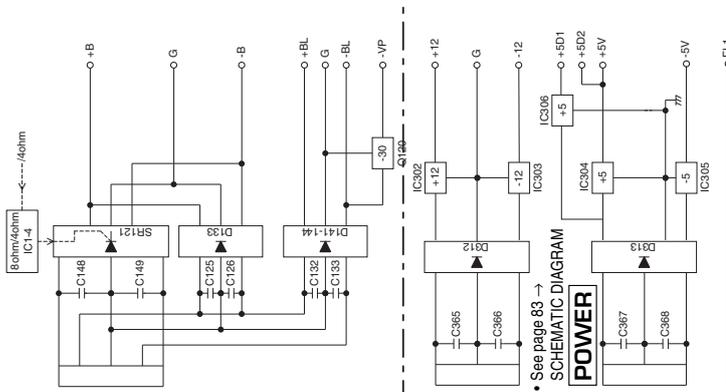 +B
G
-B
+BL
G
-BL
-VP
+12
G
-12
+5D1
+5D2
+5V
-5V
/4ohm
8ohm/4ohm
IC1-4
SR121
D133
D141-144
-30
IC302
+12
-12
IC303
IC306
+5
IC304
+5
-5
IC305
C148
C149
C125
C126
C132
C133
D312
D313
C365
C366
C367
C368
• See page 83 →
SCHEMATIC DIAGRAM
POWER